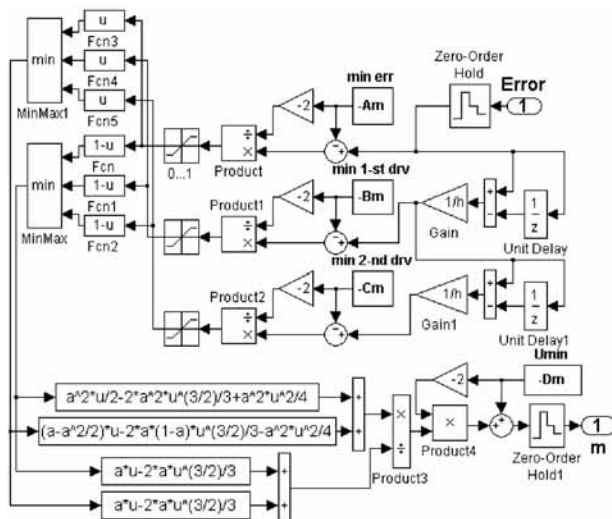 min
MinMax1
u
Fcn3
u
Fcn4
u
Fcn5
min
MinMax
1-u
Fcn
1-u
Fcn1
1-u
Fcn2
0...1
÷
×
Product
-2
min err
-Am
Zero-Order
Hold
Error
1
min 1-st drv
Product1
÷
×
-2
-Bm
1/h
Gain
+
−
1
z
Unit Delay
min 2-nd drv
Product2
÷
×
-2
-Cm
1/h
Gain1
+
−
1
z
Unit Delay1
a^2*u/2-2*a^2*u^(3/2)/3+a^2*u^2/4
(a-a^2/2)*u-2*a*(1-a)*u^(3/2)/3-a^2*u^2/4
a*u-2*a*u^(3/2)/3
a*u-2*a*u^(3/2)/3
+
+
+
+
×
÷
Product3
-2
×
Product4
Umin
-Dm
Zero-Order
Hold1
1
m